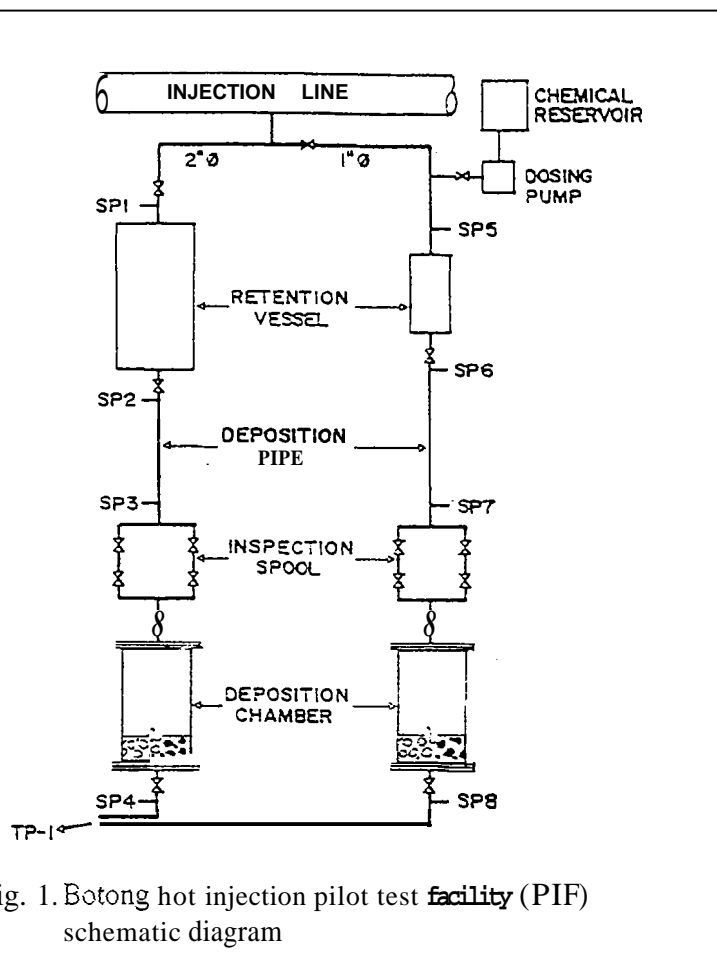 INJECTION LINE
CHEMICAL
RESERVOIR
2"Ø
1"Ø
DOSING
PUMP
SP1
SP5
RETENTION
VESSEL
SP6
SP2
DEPOSITION
PIPE
SP3
SP7
INSPECTION
SPOOL
DEPOSITION
CHAMBER
SP4
SP8
TP-1
ig. 1. Botong hot injection pilot test facility (PIF)
schematic diagram